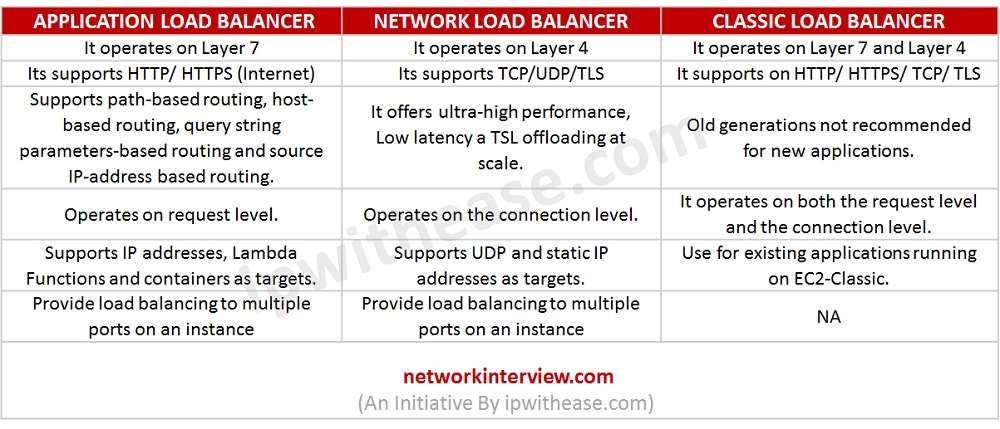 APPLICATION LOAD BALANCER NETWORK LOAD BALANCER CLASSIC LOAD BALANCER
It operates on Layer 7 It operates on Layer 4 It operates on Layer 7 and Layer 4
Its supports HTTP/ HTTPS (Internet) Its supports TCP/UDP/TLS It supports on HTTP/ HTTPS/ TCP/ TLS
Supports path-based routing, host-
based routing, query string
parameters-based routing and source
IP-address based routing.
It offers ultra-high performance,
Low latency a TSL offloading at
scale.
Old generations not recommended
for new applications.
Operates on request level. Operates on the connection level.
It operates on both the request level
and the connection level.
Supports IP addresses, Lambda
Functions and containers as targets.
Supports UDP and static IP
addresses as targets.
Use for existing applications running
on EC2-Classic.
Provide load balancing to multiple
ports on an instance
Provide load balancing to multiple
ports on an instance
NA
ipwithease.com
networkinterview.com
(An Initiative By ipwithease.com)